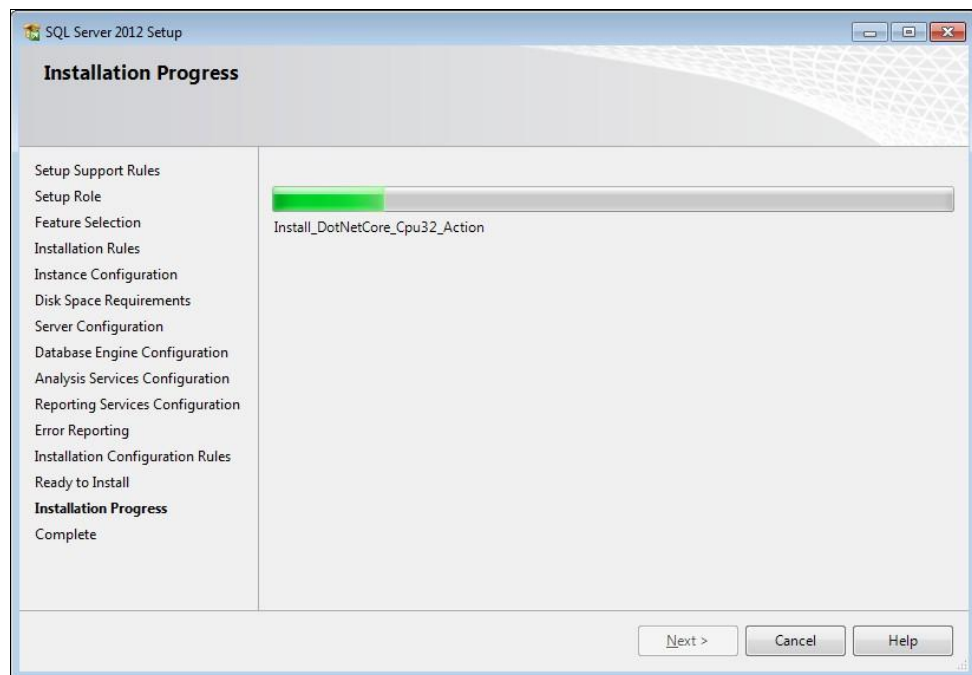 SQL Server 2012 Setup
Installation Progress
Setup Support Rules
Setup Role
Feature Selection
Installation Rules
Instance Configuration
Disk Space Requirements
Server Configuration
Database Engine Configuration
Analysis Services Configuration
Reporting Services Configuration
Error Reporting
Installation Configuration Rules
Ready to Install
Installation Progress
Complete
Install_DotNetCore_Cpu32_Action
Next >
Cancel
Help